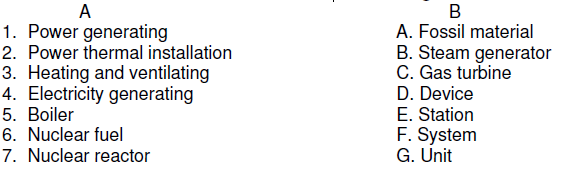 A B
1. Power generating A. Fossil material
2. Power thermal installation B. Steam generator
3. Heating and ventilating C. Gas turbine
4. Electricity generating D. Device
5. Boiler E. Station
6. Nuclear fuel F. System
7. Nuclear reactor G. Unit